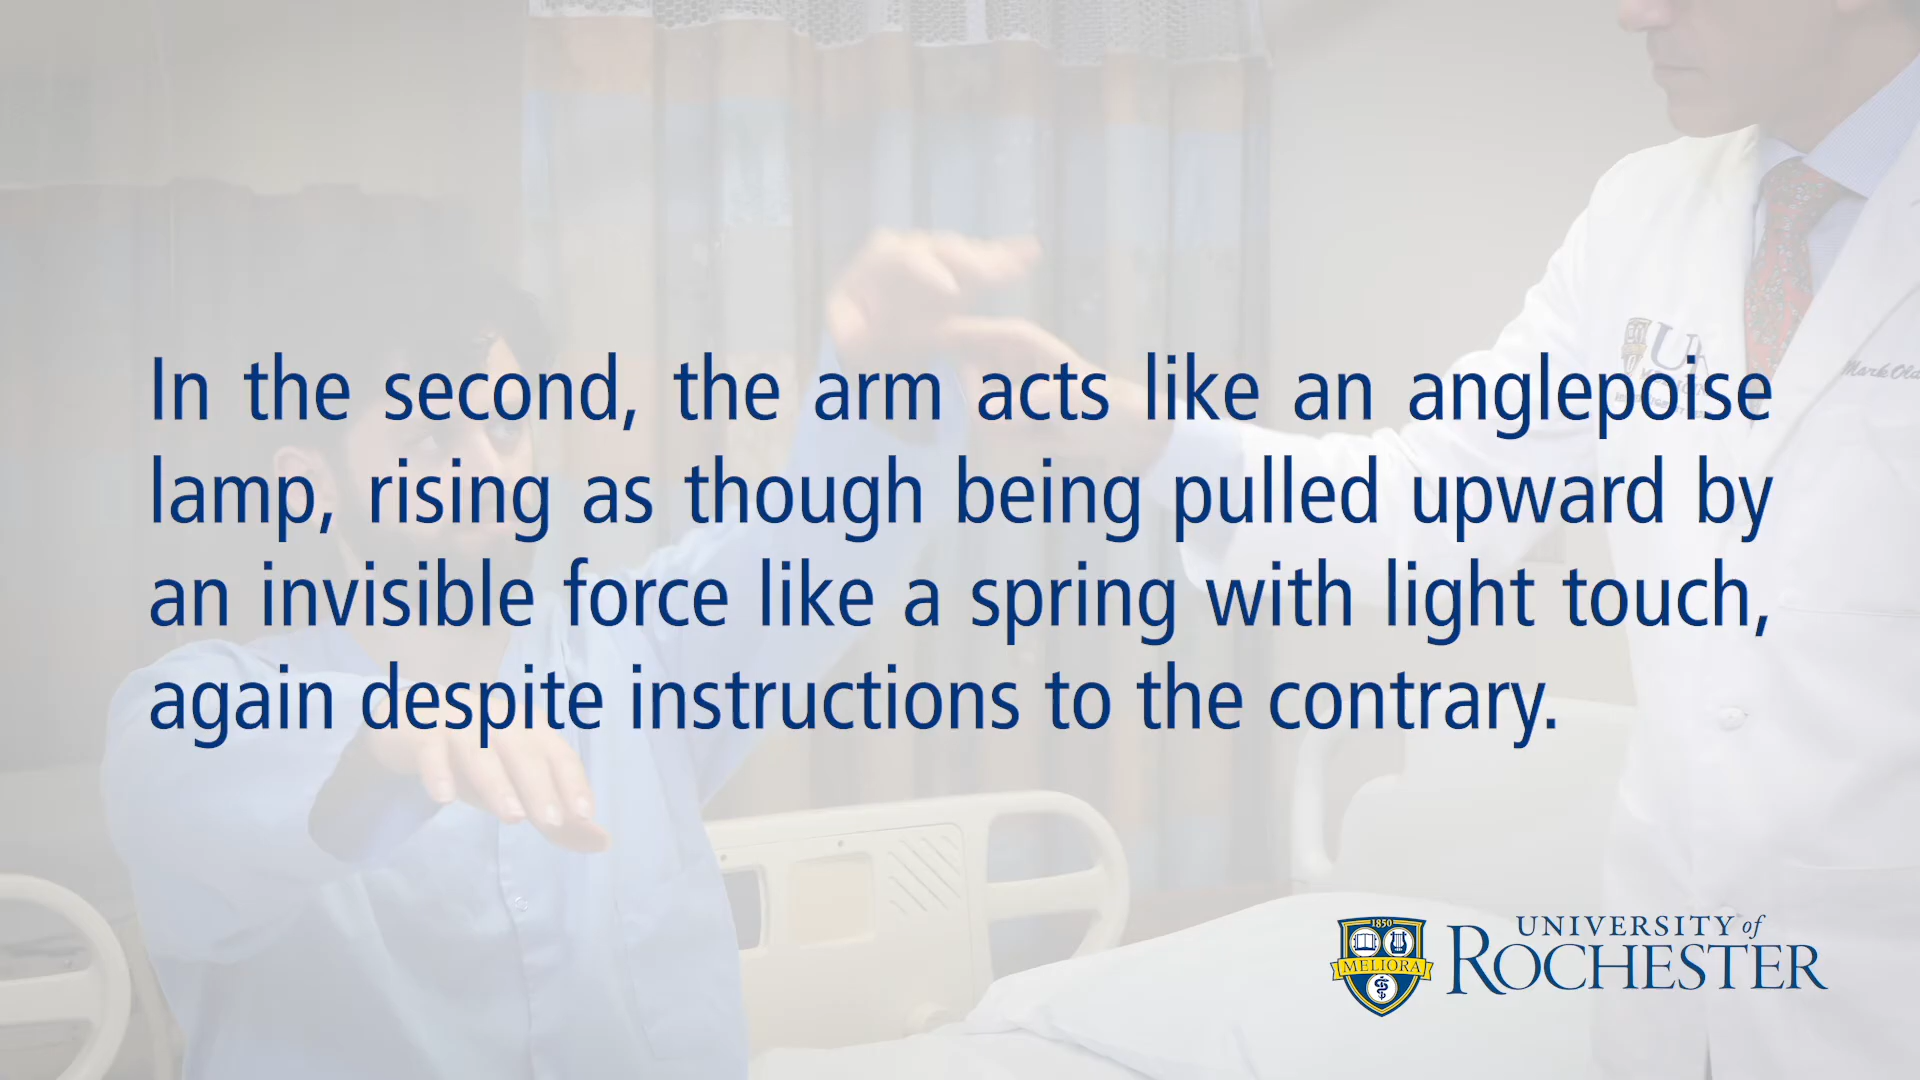 In the second, the arm acts like an anglepoise
lamp, rising as though being pulled upward by
an invisible force like a spring with light touch,
again despite instructions to the contrary.
1850
MELIORA
UNIVERSITY of
ROCHESTER